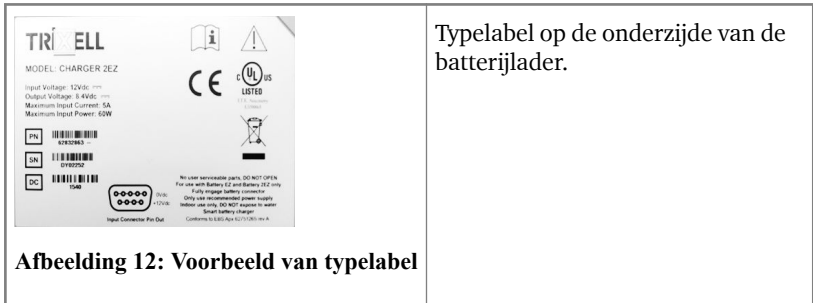 TRIXELL
MODEL: CHARGER 2EZ
Input Voltage: 12Vdc
Output Voltage: 8.4Vdc
Maximum Input Current: 5A
Maximum Input Power: 60W
PN
62832863
SN
DY02252
DC
1540
C UL US
LISTED
I.T.E.
CE
0Vdc
+12Vdc
Input Connector Pin Out
No user serviceable parts, DO NOT OPEN
For use with Battery EZ and Battery 2EZ only
Fully engage battery connector
Only use recommended power supply
Indoor use only, DO NOT expose to water
Smart battery charger
Afbeelding 12: Voorbeeld van typelabel
Typelabel op de onderzijde van de
batterijlader.